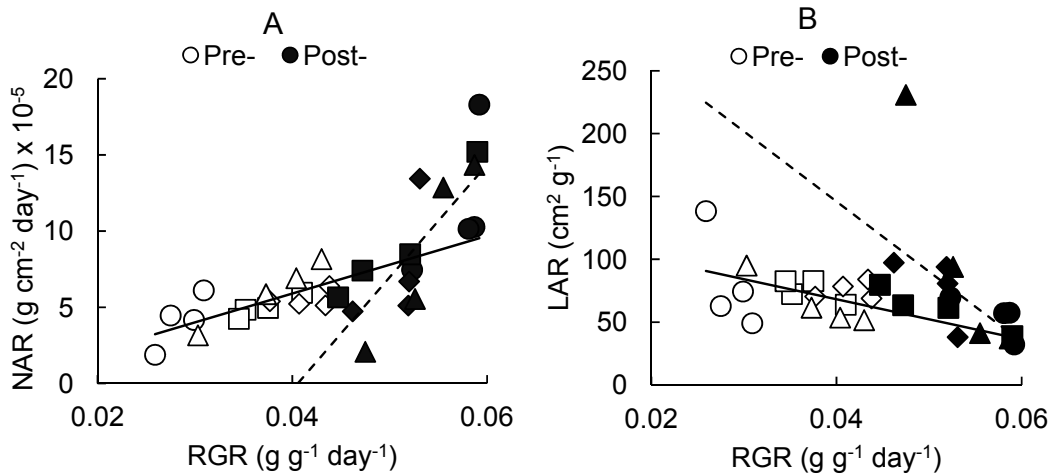 A
○ Pre- ● Post-
20
15
10
5
0
0.02 0.04 0.06
NAR (g cm⁻² day⁻¹) x 10⁻⁵
RGR (g g⁻¹ day⁻¹)
B
○ Pre- ● Post-
250
200
150
100
50
0
0.02 0.04 0.06
LAR (cm² g⁻¹)
RGR (g g⁻¹ day⁻¹)